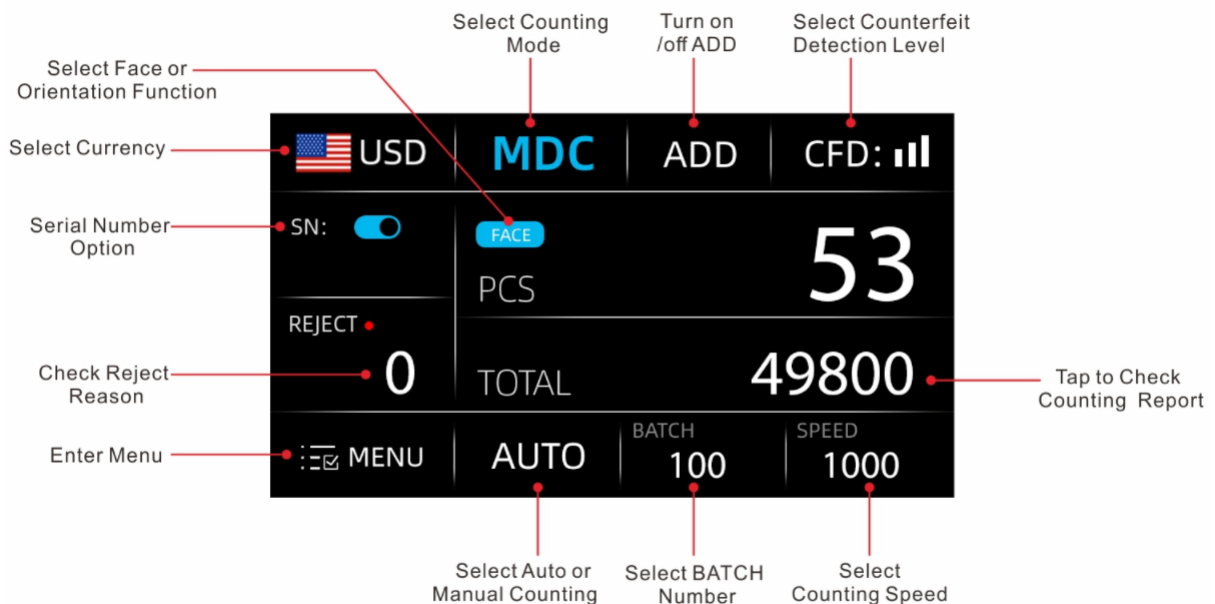 Select Counting
Mode
Turn on
/off ADD
Select Counterfeit
Detection Level
Select Face or
Orientation Function
Select Currency
USD
MDC
ADD
CFD:
Serial Number
Option
SN:
FACE
PCS
53
REJECT
0
Check Reject
Reason
TOTAL
49800
Tap to Check
Counting Report
Enter Menu
MENU
AUTO
BATCH
100
SPEED
1000
Select Auto or
Manual Counting
Select BATCH
Number
Select
Counting Speed